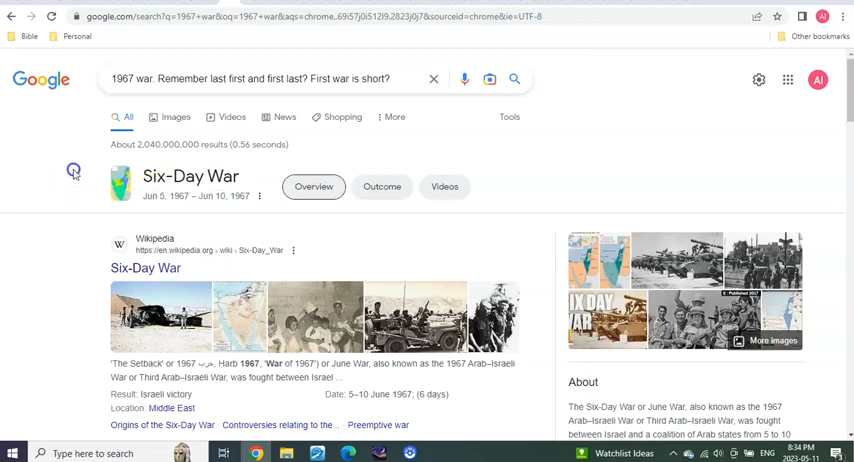 google.com/search?q=1967+war&oq=1967+war&aqs=chrome..69i57j0i512l9.2823j0j7&sourceid=chrome&ie=UTF-8
AI
Bible
Personal
Other bookmarks
Google
1967 war. Remember last first and first last? First war is short?
AI
All
Images
Videos
News
Shopping
More
Tools
About 2,040,000,000 results (0.56 seconds)
Six-Day War
Jun 5, 1967 – Jun 10, 1967
Overview
Outcome
Videos
W
Wikipedia
https://en.wikipedia.org › wiki › Six-Day_War
Six-Day War
SIX DAY
WAR
More images
'The Setback' or 1967 حرب, Ḥarb 1967, 'War of 1967') or June War, also known as the 1967 Arab–Israeli
War or Third Arab–Israeli War, was fought between Israel ...
Result: Israeli victory
Date: 5–10 June 1967; (6 days)
Location: Middle East
Origins of the Six-Day War · Controversies relating to the... · Preemptive war
About
The Six-Day War or June War, also known as the 1967
Arab–Israeli War or Third Arab–Israeli War, was fought
between Israel and a coalition of Arab states from 5 to 10
Type here to search
Watchlist Ideas
ENG
8:34 PM
2023-05-11
3